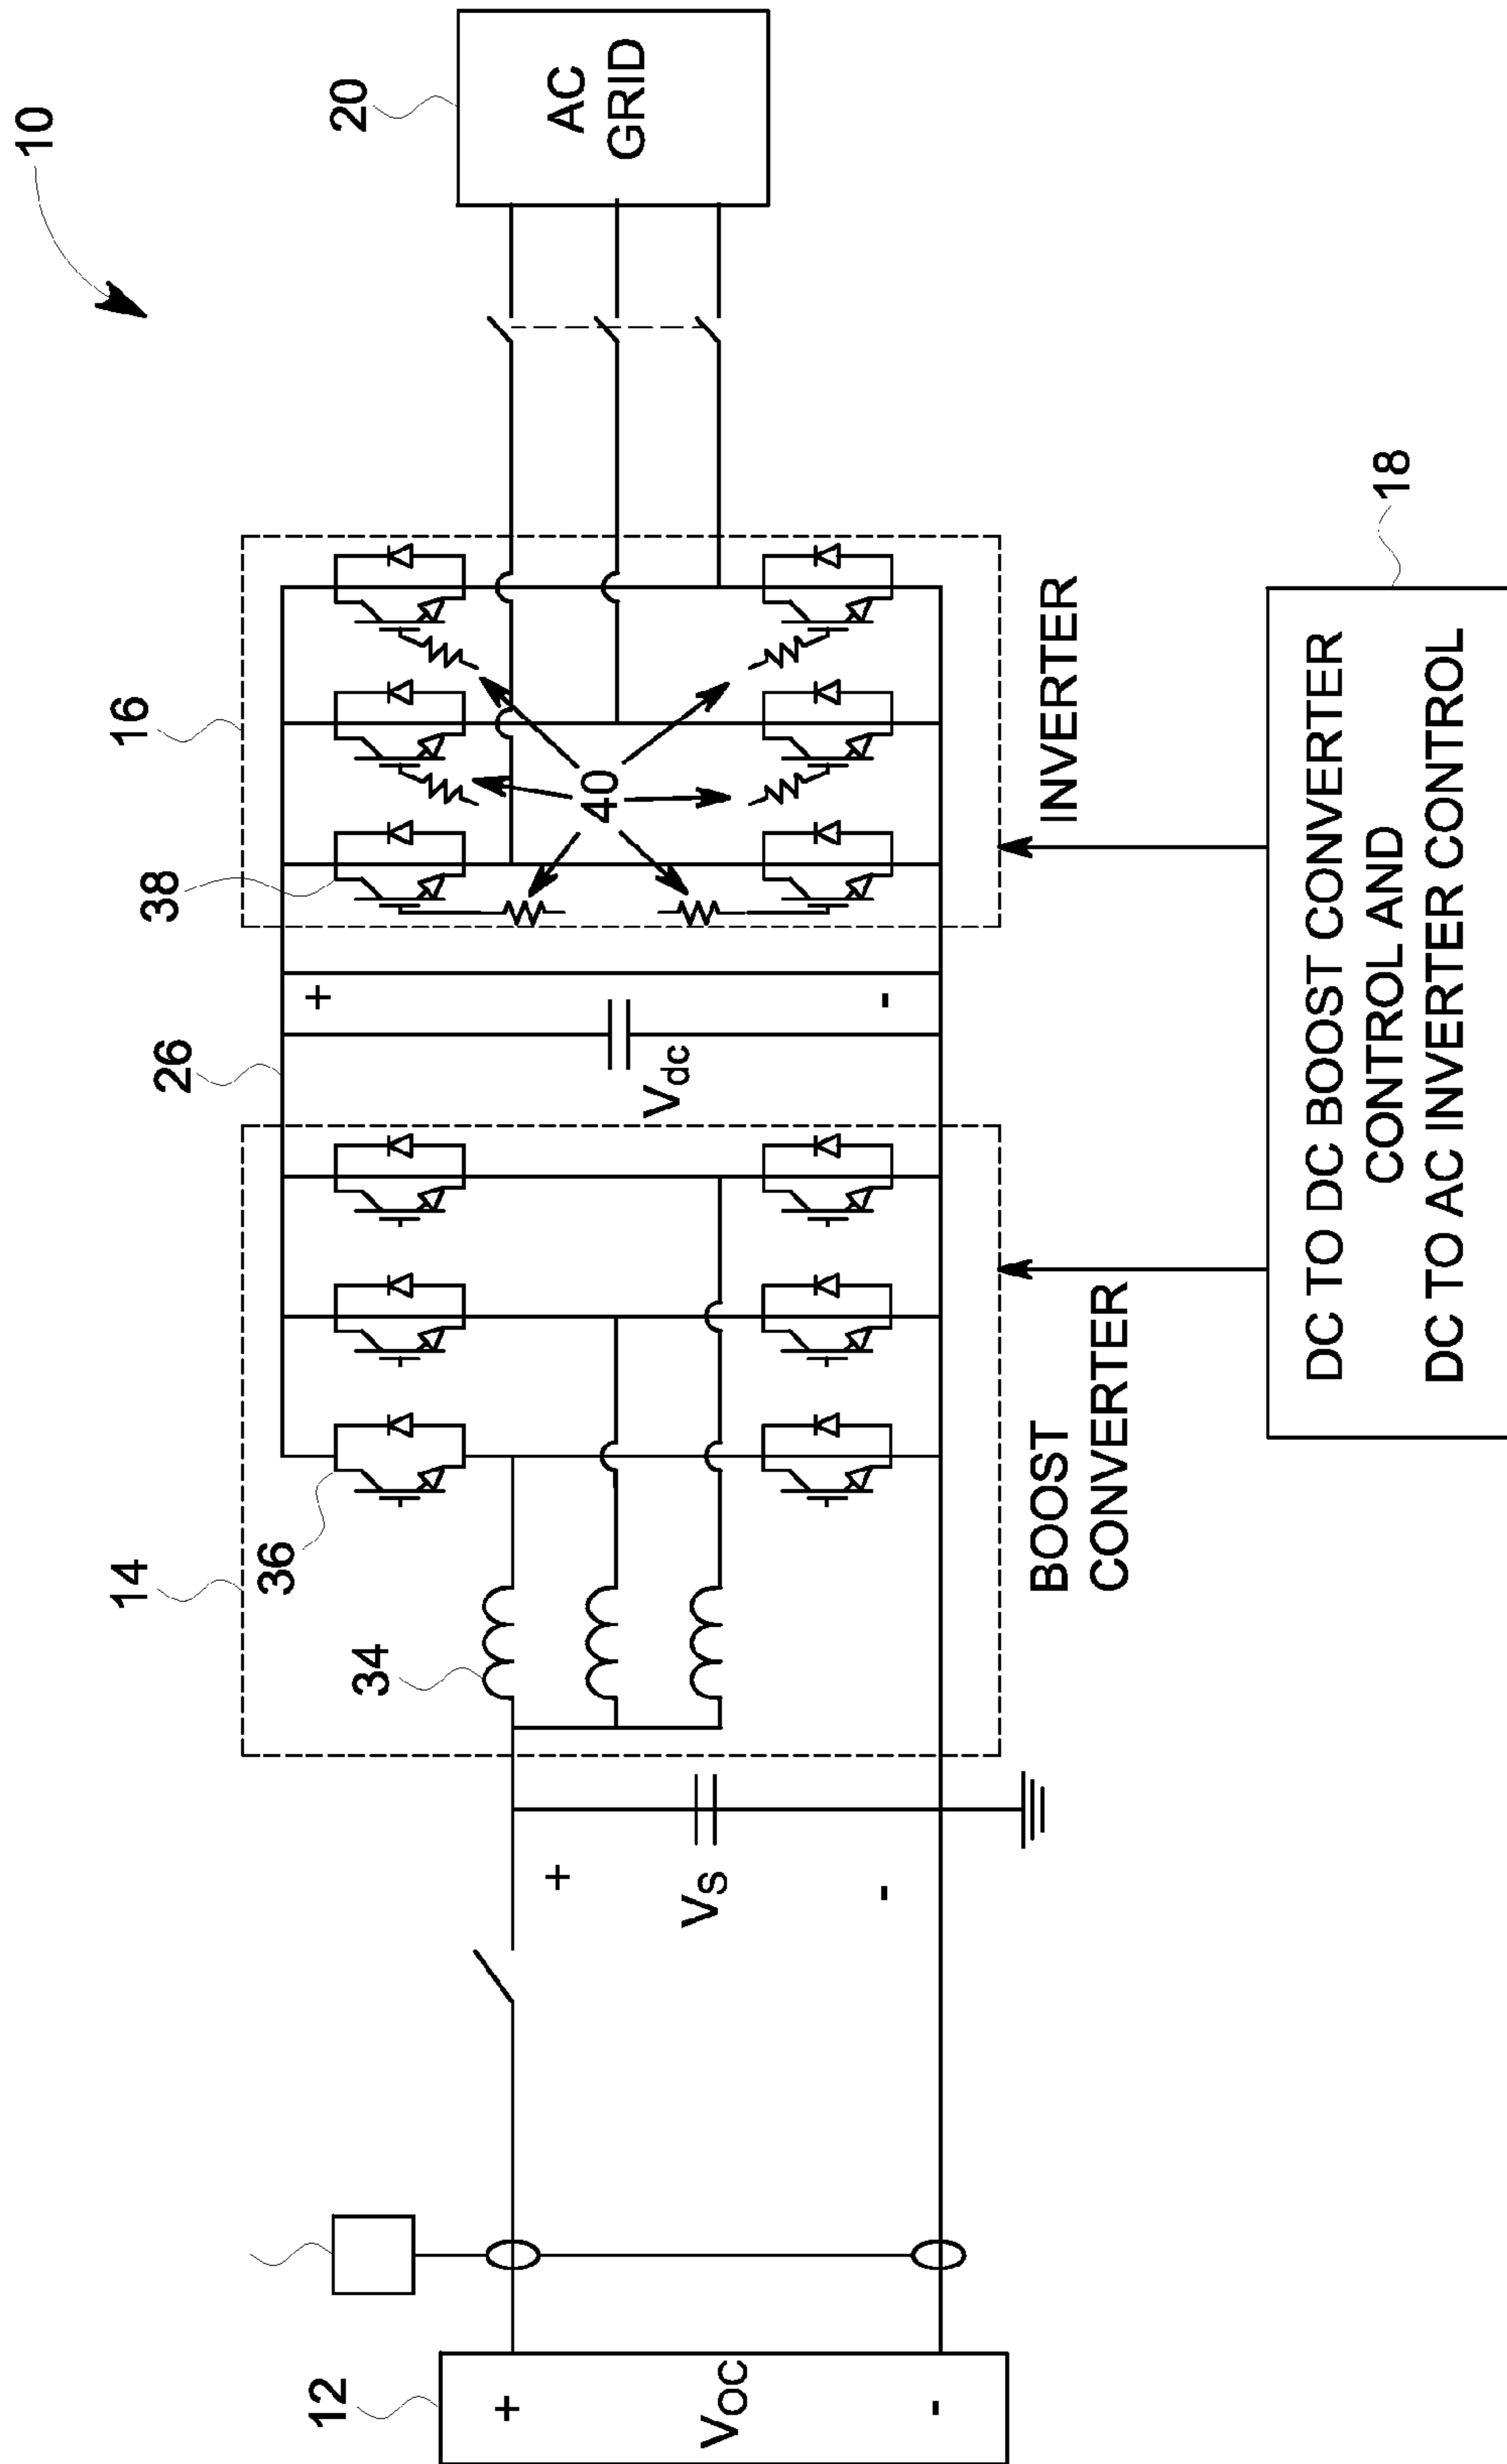 10
20
AC
GRID
16
38
40
INVERTER
26
+
-
Vdc
14
36
34
BOOST
CONVERTER
18
DC TO DC BOOST CONVERTER
CONTROL AND
DC TO AC INVERTER CONTROL
+
VS
-
12
+
VOC
-